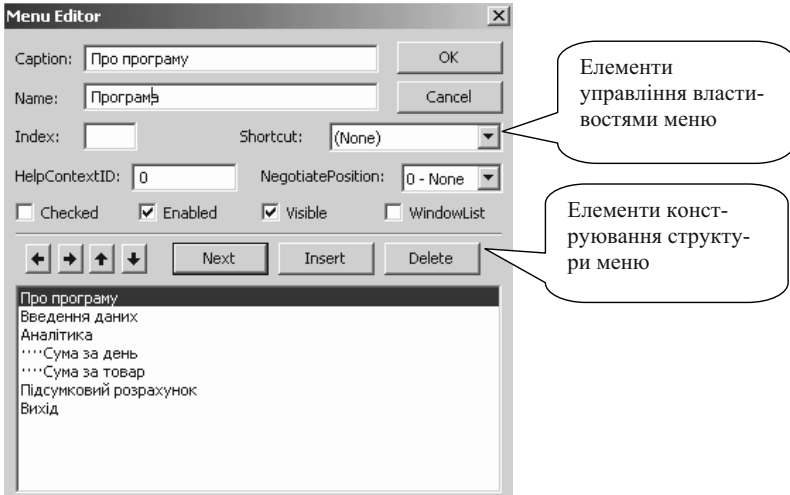 Menu Editor
Caption: Про програму OK
Name: Програма Cancel
Index: Shortcut: (None)
HelpContextID: 0 NegotiatePosition: 0 - None
Checked Enabled Visible WindowList
Next Insert Delete
Про програму
Введення даних
Аналітика
····Сума за день
····Сума за товар
Підсумковий розрахунок
Вихід
Елементи
управління власти-
востями меню
Елементи конст-
руювання структу-
ри меню